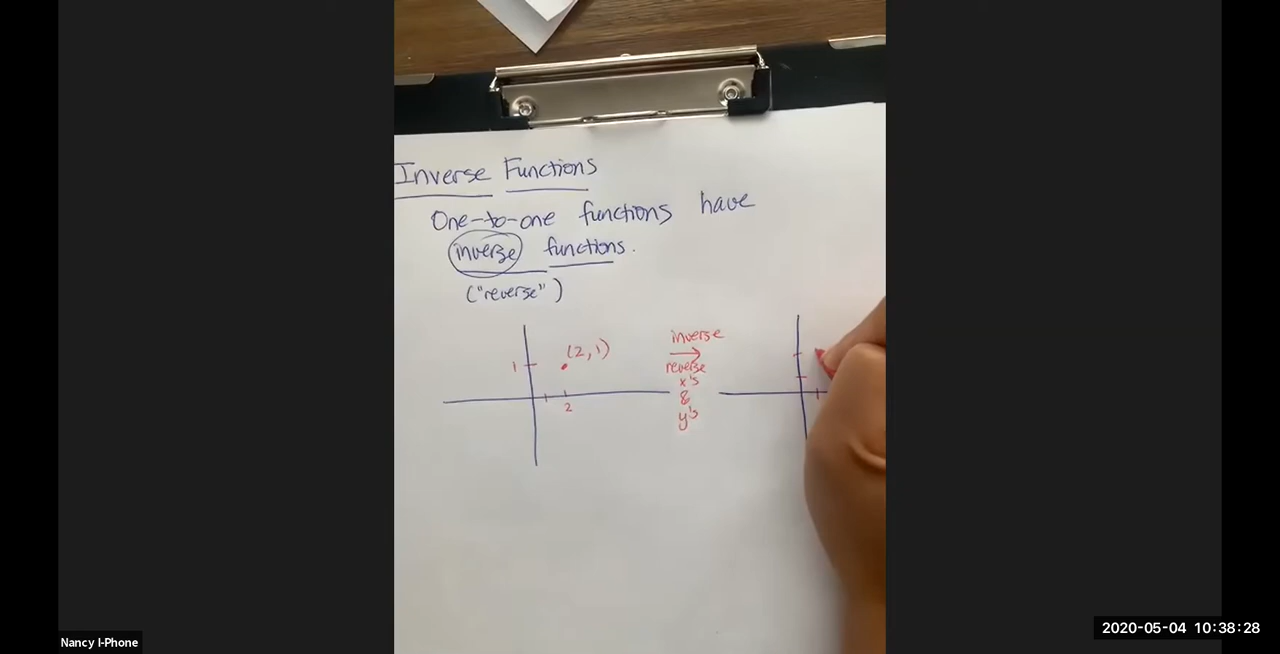 Inverse Functions
One-to-one functions have
inverse functions.
("reverse")
(2,1)
1
2
inverse
reverse
x's
&
y's
Nancy I-Phone
2020-05-04 10:38:28